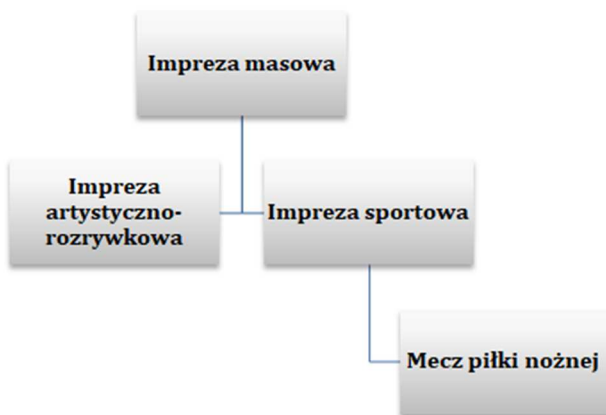 Impreza masowa
Impreza
artystyczno-
rozrywkowa
Impreza sportowa
Mecz piłki nożnej